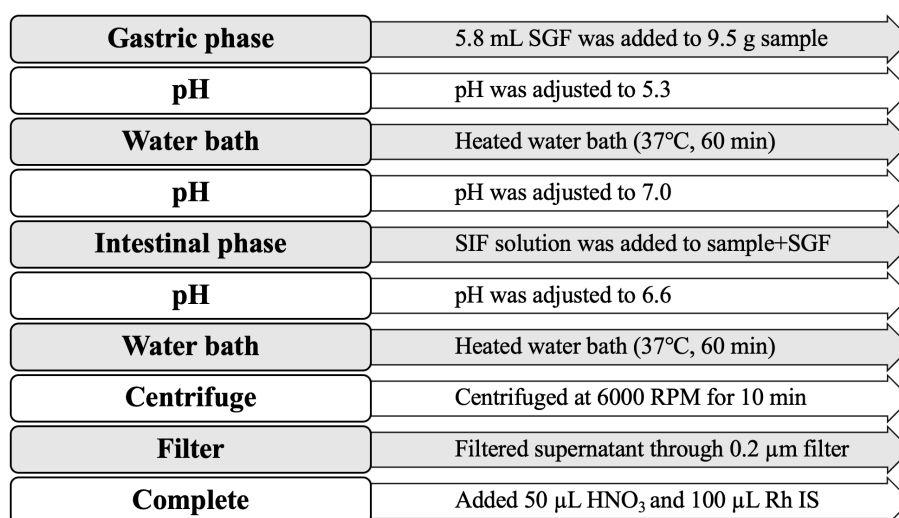 Gastric phase 5.8 mL SGF was added to 9.5 g sample
pH pH was adjusted to 5.3
Water bath Heated water bath (37℃, 60 min)
pH pH was adjusted to 7.0
Intestinal phase SIF solution was added to sample+SGF
pH pH was adjusted to 6.6
Water bath Heated water bath (37℃, 60 min)
Centrifuge Centrifuged at 6000 RPM for 10 min
Filter Filtered supernatant through 0.2 µm filter
Complete Added 50 µL HNO₃ and 100 µL Rh IS